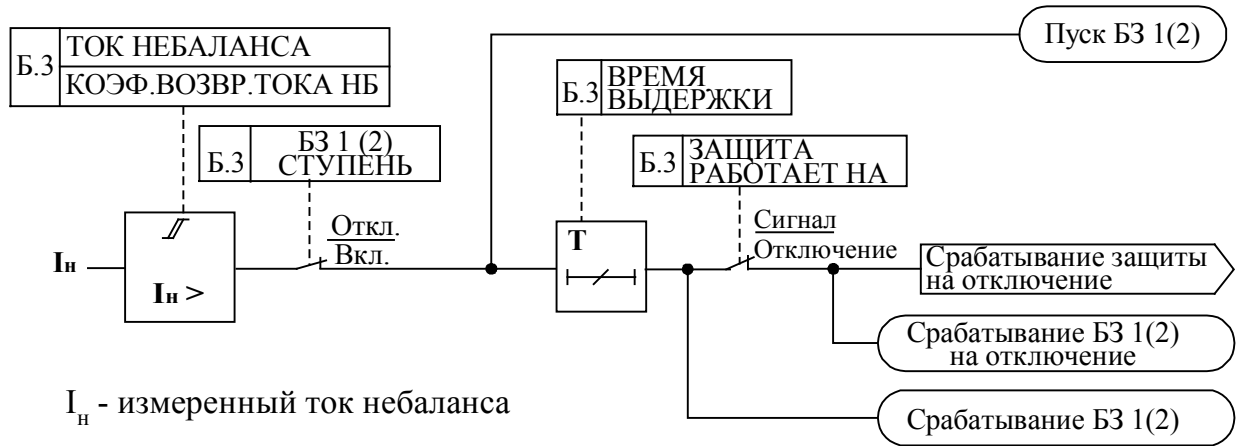 Пуск БЗ 1(2)
Б.3
ТОК НЕБАЛАНСА
КОЭФ.ВОЗВР.ТОКА НБ
Б.3
ВРЕМЯ
ВЫДЕРЖКИ
Б.3
БЗ 1 (2)
СТУПЕНЬ
Б.3
ЗАЩИТА
РАБОТАЕТ НА
Откл.
Вкл.
Сигнал
Отключение
Iн
Iн >
T
Срабатывание защиты
на отключение
Срабатывание БЗ 1(2)
на отключение
Iн - измеренный ток небаланса
Срабатывание БЗ 1(2)